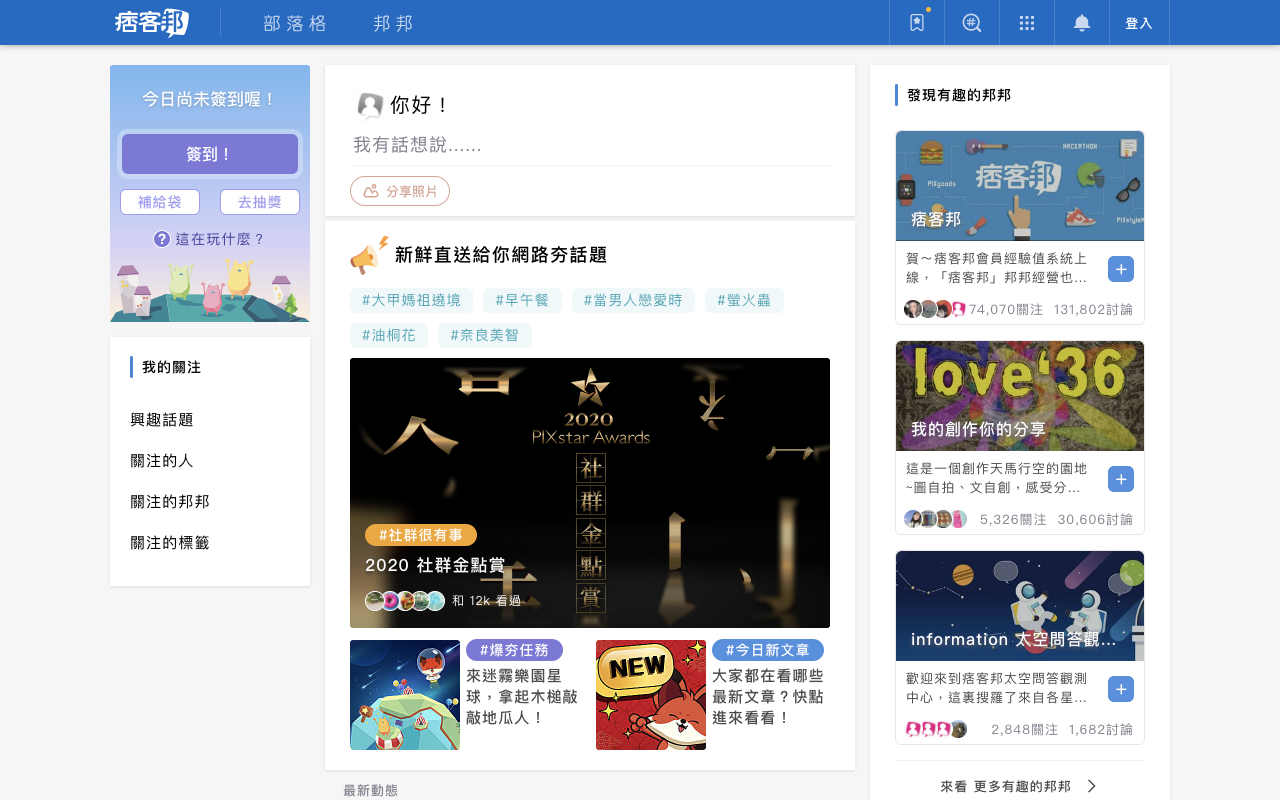 痞客邦
部落格
邦邦
登入
今日尚未簽到喔！
簽到！
補給袋
去抽獎
? 這在玩什麼？
我的關注
興趣話題
關注的人
關注的邦邦
關注的標籤
你好！
我有話想說......
分享照片
新鮮直送給你網路夯話題
#大甲媽祖遶境
#早午餐
#當男人戀愛時
#螢火蟲
#油桐花
#奈良美智
2020
PIXstar Awards
社
群
金
點
賞
#社群很有事
2020 社群金點賞
和 12k 看過
#爆夯任務
來迷霧樂園星
球，拿起木槌敲
敲地瓜人！
NEW
#今日新文章
大家都在看哪些
最新文章？快點
進來看看！
最新動態
發現有趣的邦邦
HACKATHON
痞客邦
PIXgoods
PIXstyleM
痞客邦
賀～痞客邦會員經驗值系統上
線，「痞客邦」邦邦經營也...
74,070關注
131,802討論
love'36
我的創作你的分享
這是一個創作天馬行空的園地
~圖自拍、文自創，感受分...
5,326關注
30,606討論
information 太空問答觀...
歡迎來到痞客邦太空問答觀測
中心，這裏搜羅了來自各星...
2,848關注
1,682討論
來看 更多有趣的邦邦